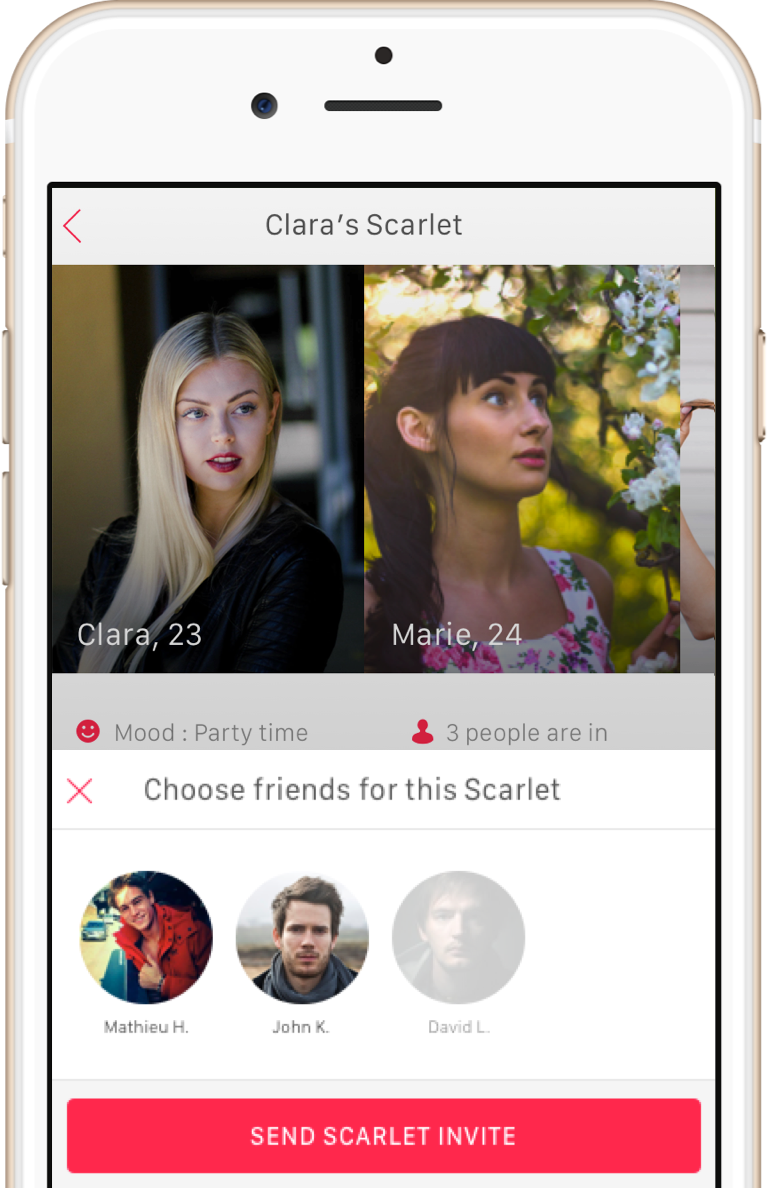 Clara’s Scarlet
Clara, 23
Marie, 24
Mood : Party time
3 people are in
Choose friends for this Scarlet
Mathieu H.
John K.
David L.
SEND SCARLET INVITE